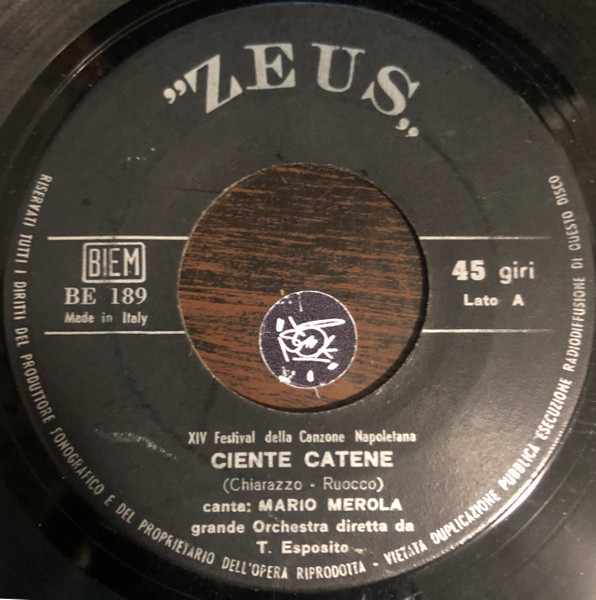 "ZEUS"
BIEM
BE 189
Made in Italy
45 giri
Lato A
XIV Festival della Canzone Napoletana
CIENTE CATENE
(Chiarazzo - Ruocco)
canta: MARIO MEROLA
grande Orchestra diretta da
T. Esposito
RISERVATI TUTTI I DIRITTI DEL PRODUTTORE FONOGRAFICO E DEL PROPRIETARIO DELL'OPERA RIPRODOTTA - VIETATA DUPLICAZIONE PUBBLICA ESECUZIONE RADIODIFFUSIONE DI QUESTO DISCO